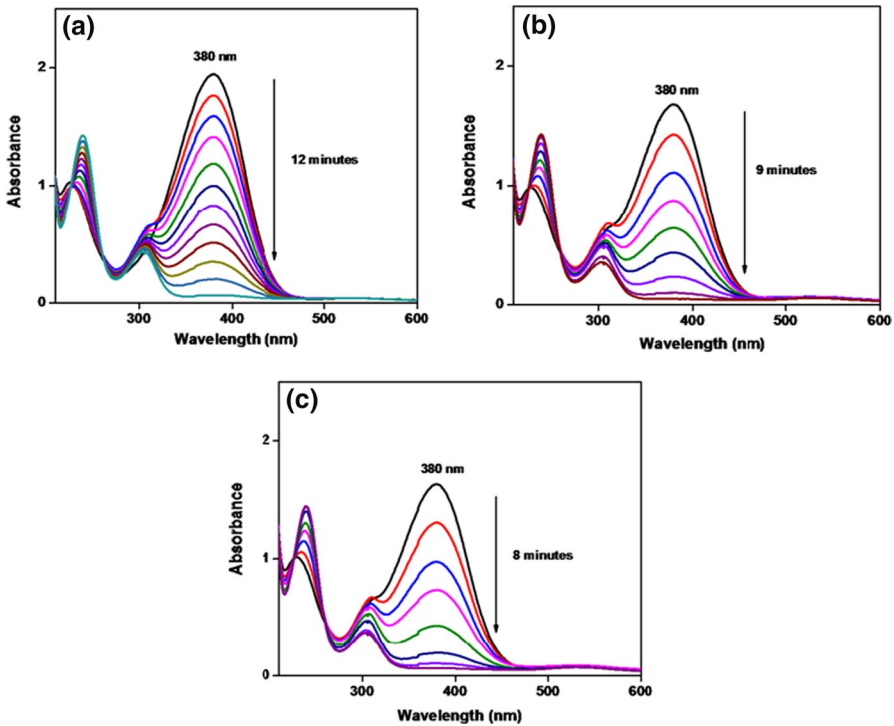 (a)
380 nm
12 minutes
Absorbance
2
1
0
300
400
500
600
Wavelength (nm)
(b)
380 nm
9 minutes
Absorbance
2
1
0
300
400
500
600
Wavelength (nm)
(c)
380 nm
8 minutes
Absorbance
2
1
0
300
400
500
600
Wavelength (nm)